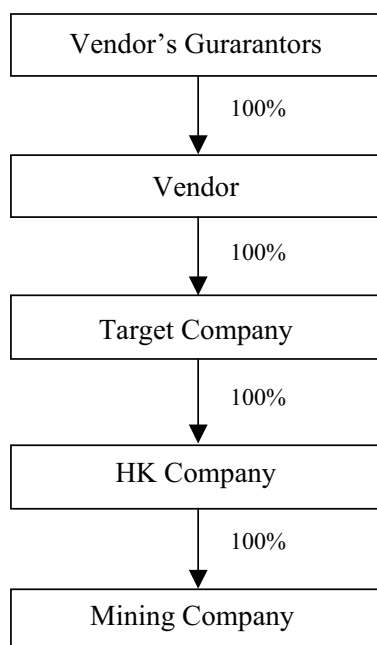 Vendor’s Gurarantors
100%
Vendor
100%
Target Company
100%
HK Company
100%
Mining Company